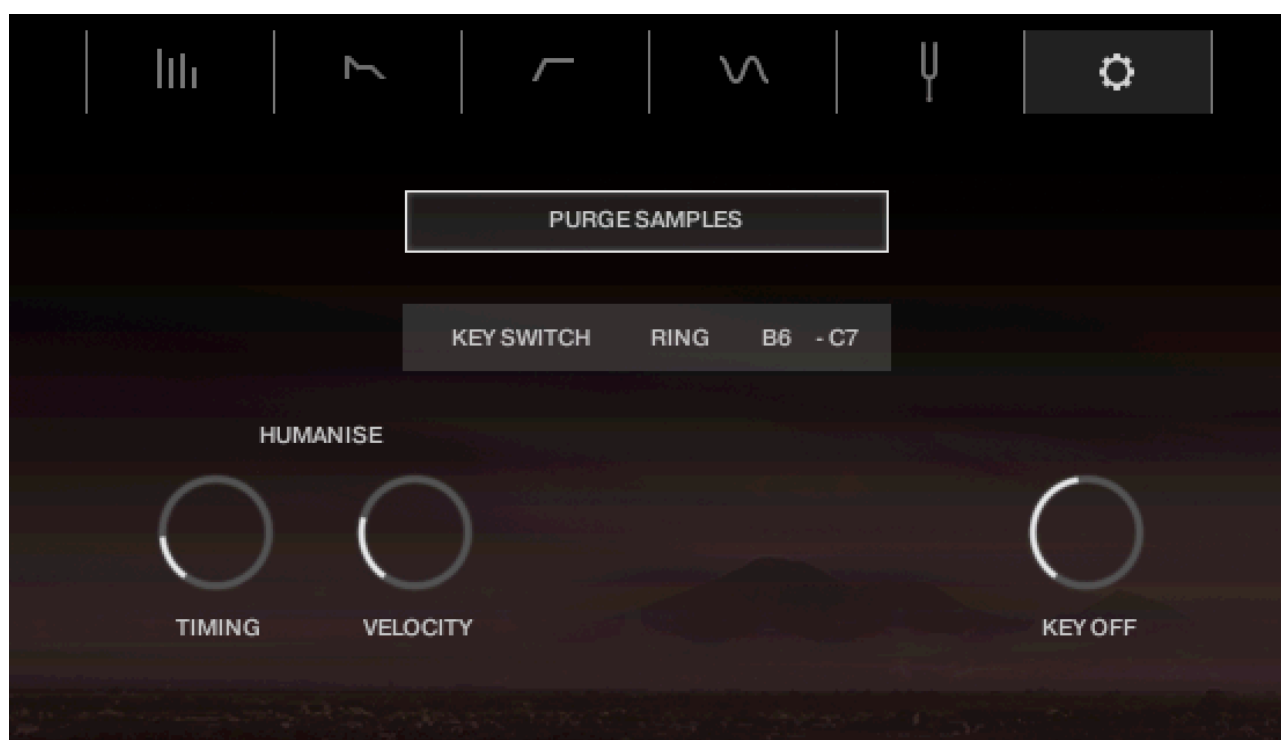 PURGE SAMPLES
KEY SWITCH RING B6 - C7
HUMANISE
TIMING VELOCITY KEY OFF